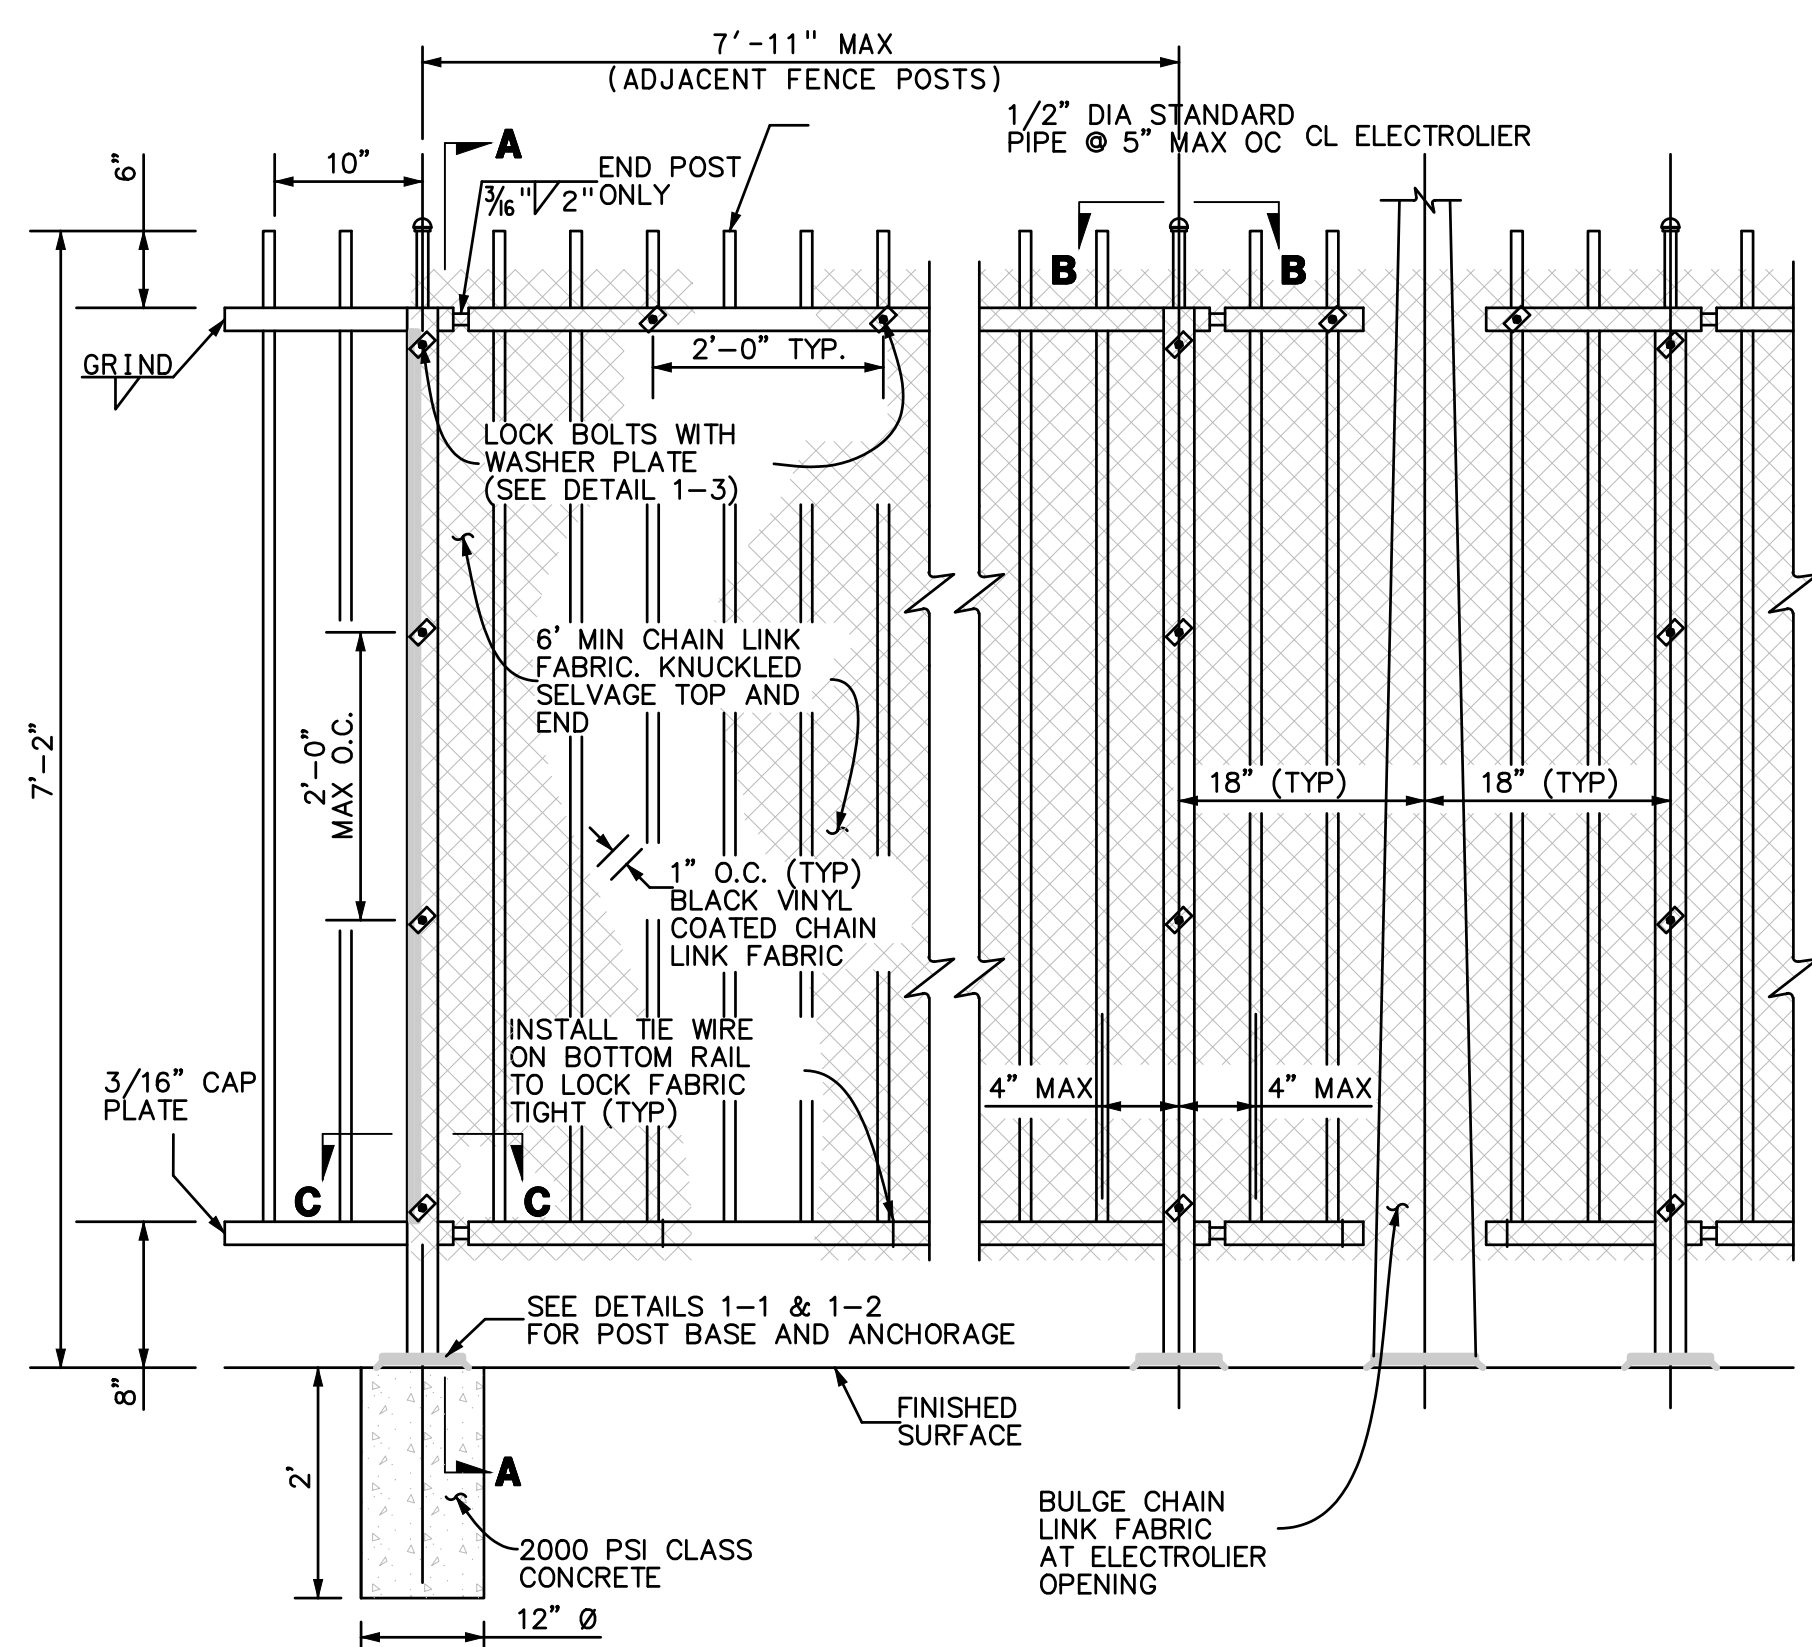 7'-11" MAX
(ADJACENT FENCE POSTS)
1/2" DIA STANDARD
PIPE @ 5" MAX OC
CL ELECTROLIER
6"
10"
A
END POST
ONLY
3/16" 2"
B
B
GRIND
2'-0" TYP.
LOCK BOLTS WITH
WASHER PLATE
(SEE DETAIL 1-3)
6' MIN CHAIN LINK
FABRIC. KNUCKLED
SELVAGE TOP AND
END
7'-2"
2'-0"
MAX O.C.
18" (TYP)
18" (TYP)
1" O.C. (TYP)
BLACK VINYL
COATED CHAIN
LINK FABRIC
INSTALL TIE WIRE
ON BOTTOM RAIL
TO LOCK FABRIC
TIGHT (TYP)
4" MAX
4" MAX
3/16" CAP
PLATE
C
C
SEE DETAILS 1-1 & 1-2
FOR POST BASE AND ANCHORAGE
8"
FINISHED
SURFACE
A
2'
2000 PSI CLASS
CONCRETE
BULGE CHAIN
LINK FABRIC
AT ELECTROLIER
OPENING
12" Ø